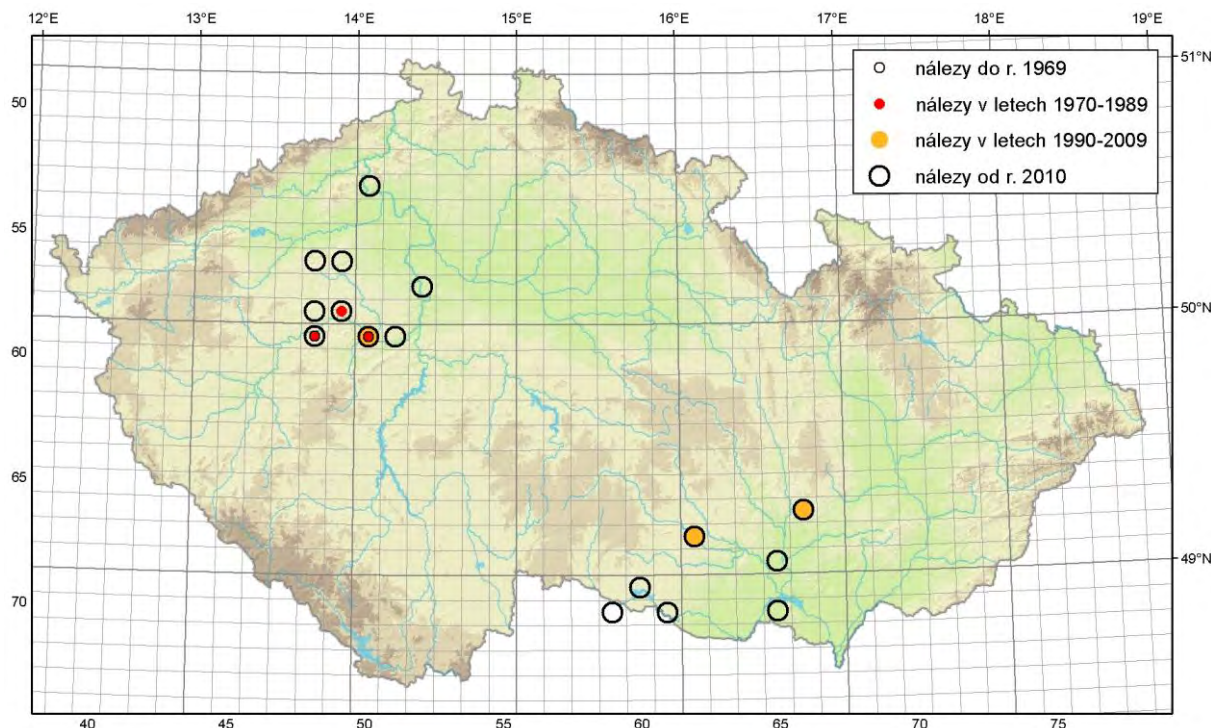 12°E 13°E 14°E 15°E 16°E 17°E 18°E 19°E
nálezy do r. 1969
nálezy v letech 1970-1989
nálezy v letech 1990-2009
nálezy od r. 2010
51°N
50
55
50°N
60
65
49°N
70
40 45 50 55 60 65 70 75